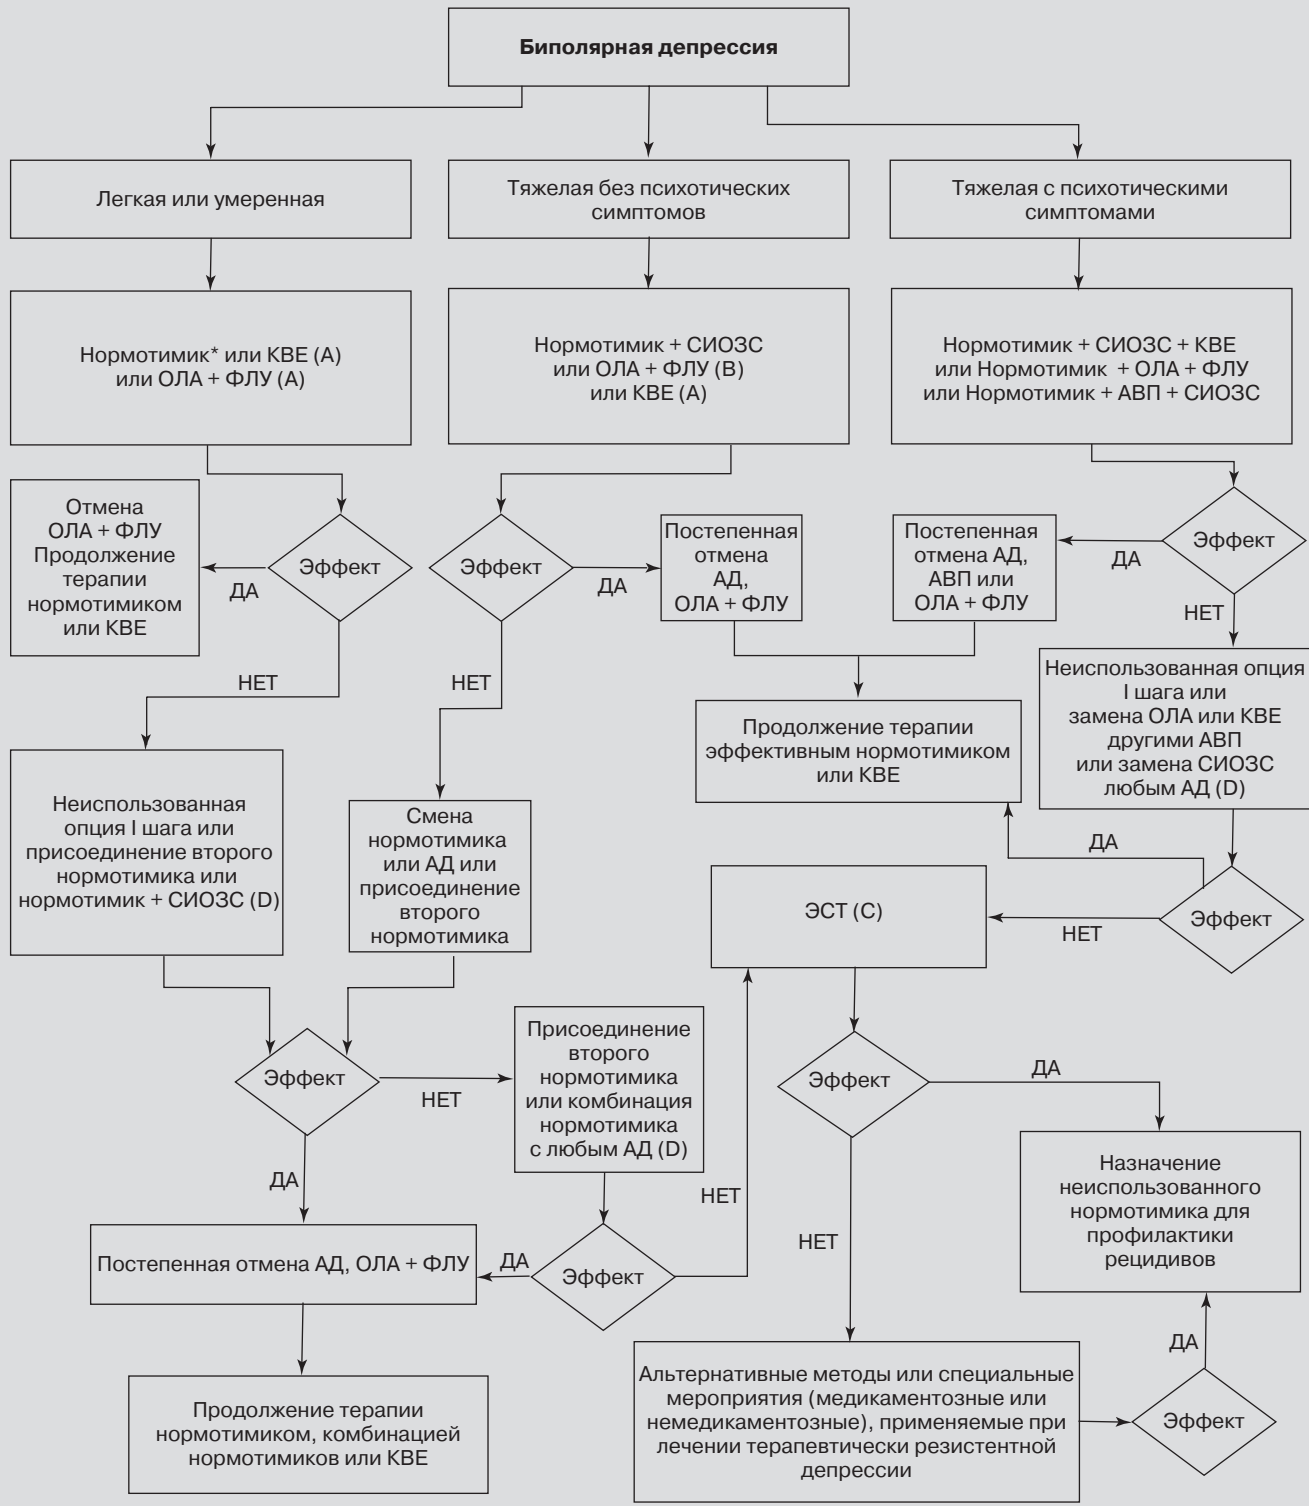 Биполярная депрессия
Легкая или умеренная
Тяжелая без психотических
симптомов
Тяжелая с психотическими
симптомами
Нормотимик* или КВЕ (А)
или ОЛА + ФЛУ (А)
Нормотимик + СИОЗС
или ОЛА + ФЛУ (В)
или КВЕ (А)
Нормотимик + СИОЗС + КВЕ
или Нормотимик + ОЛА + ФЛУ
или Нормотимик + АВП + СИОЗС
Отмена
ОЛА + ФЛУ
Продолжение
терапии
нормотимиком
или КВЕ
ДА
Эффект
НЕТ
Эффект
ДА
НЕТ
Постепенная
отмена
АД,
ОЛА + ФЛУ
Постепенная
отмена АД,
АВП или
ОЛА + ФЛУ
ДА
Эффект
НЕТ
Продолжение терапии
эффективным нормотимиком
или КВЕ
Неиспользованная опция
I шага или
замена ОЛА или КВЕ
другими АВП
или замена СИОЗС
любым АД (D)
Неиспользованная
опция I шага или
присоединение второго
нормотимика или
нормотимик + СИОЗС (D)
Смена
нормотимика
или АД или
присоединение
второго
нормотимика
ДА
ЭСТ (С)
НЕТ
Эффект
Эффект
НЕТ
ДА
Присоединение
второго
нормотимика
или комбинация
нормотимика
с любым АД (D)
Эффект
ДА
НЕТ
НЕТ
Назначение
неиспользованного
нормотимика для
профилактики
рецидивов
Постепенная отмена АД, ОЛА + ФЛУ
ДА
Эффект
Продолжение терапии
нормотимиком, комбинацией
нормотимиков или КВЕ
Альтернативные методы или специальные
мероприятия (медикаментозные или
немедикаментозные), применяемые при
лечении терапевтически резистентной
депрессии
ДА
Эффект